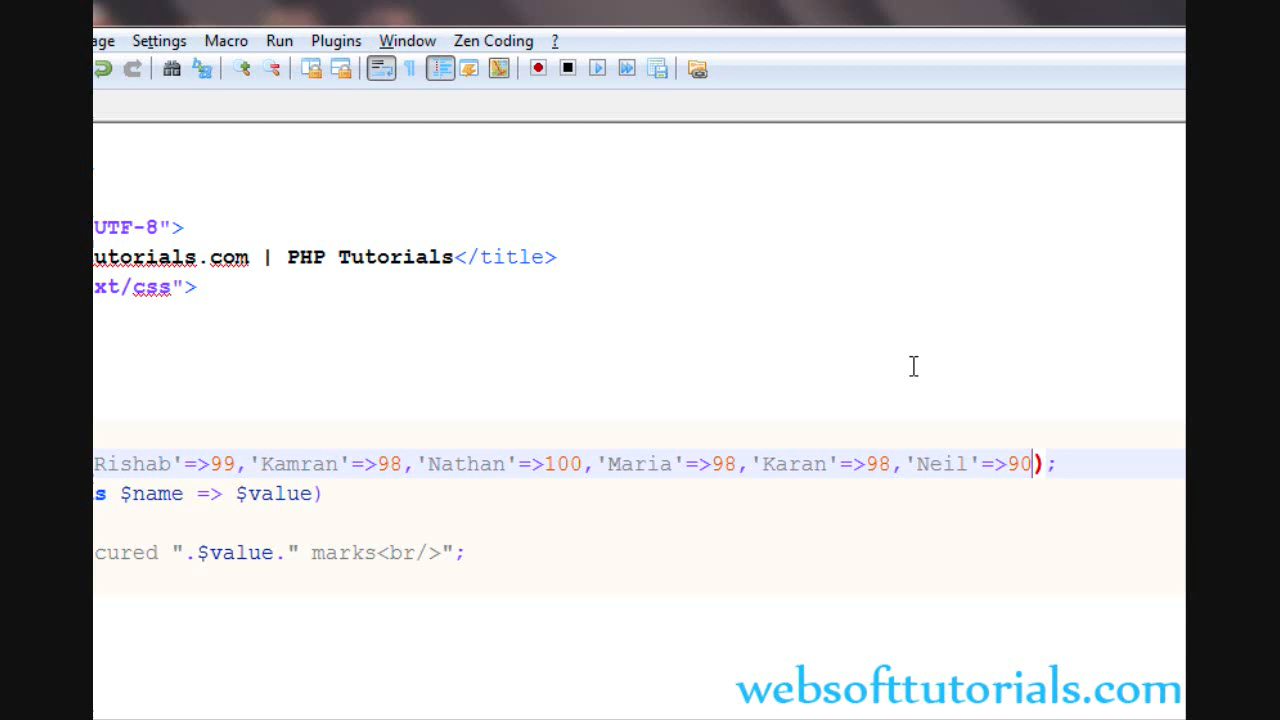 age Settings Macro Run Plugins Window Zen Coding ?
UTF-8">
utorials.com | PHP Tutorials</title>
xt/css">
Rishab'=>99,'Kamran'=>98,'Nathan'=>100,'Maria'=>98,'Karan'=>98,'Neil'=>90);
s $name => $value)
cured ".$value." marks<br/>";
websofttutorials.com